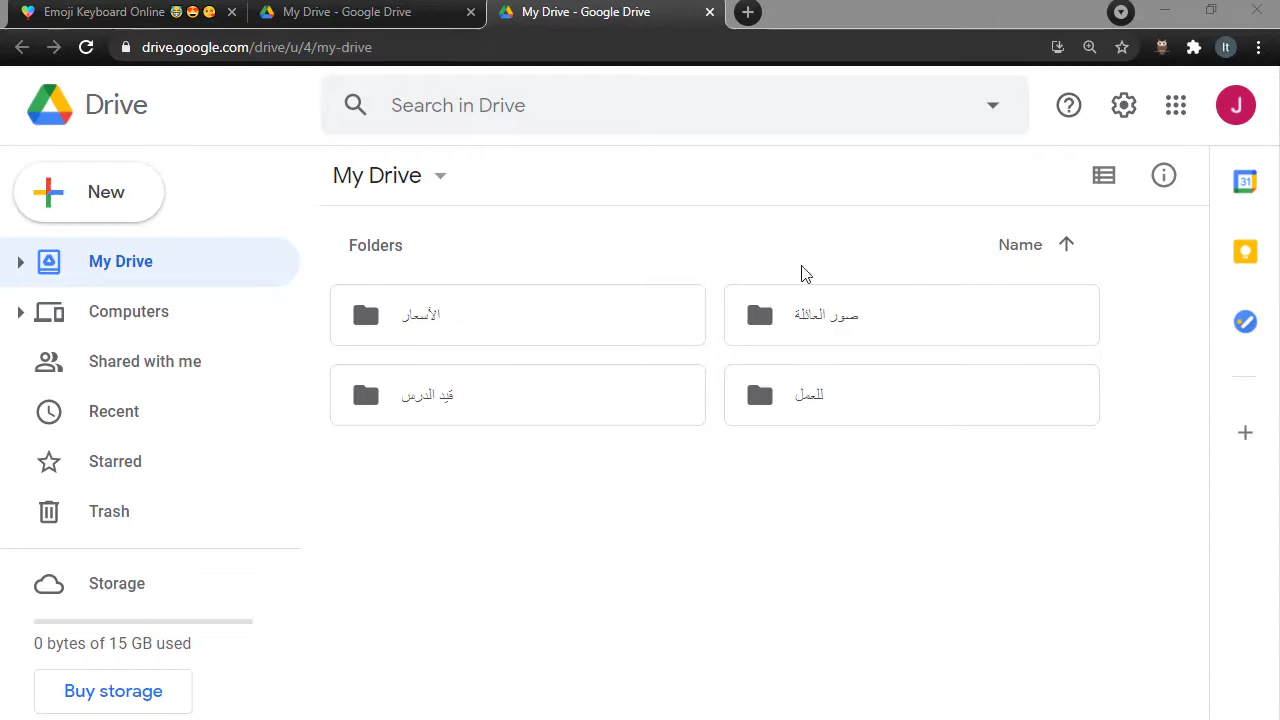 Emoji Keyboard Online 😁😍😘
My Drive - Google Drive
My Drive - Google Drive
drive.google.com/drive/u/4/my-drive
It
Drive
Search in Drive
J
New
My Drive
31
My Drive
Computers
Shared with me
Recent
Starred
Trash
Storage
0 bytes of 15 GB used
Buy storage
Folders
Name
الأسعار
صور العائلة
قيد الدرس
للعمل